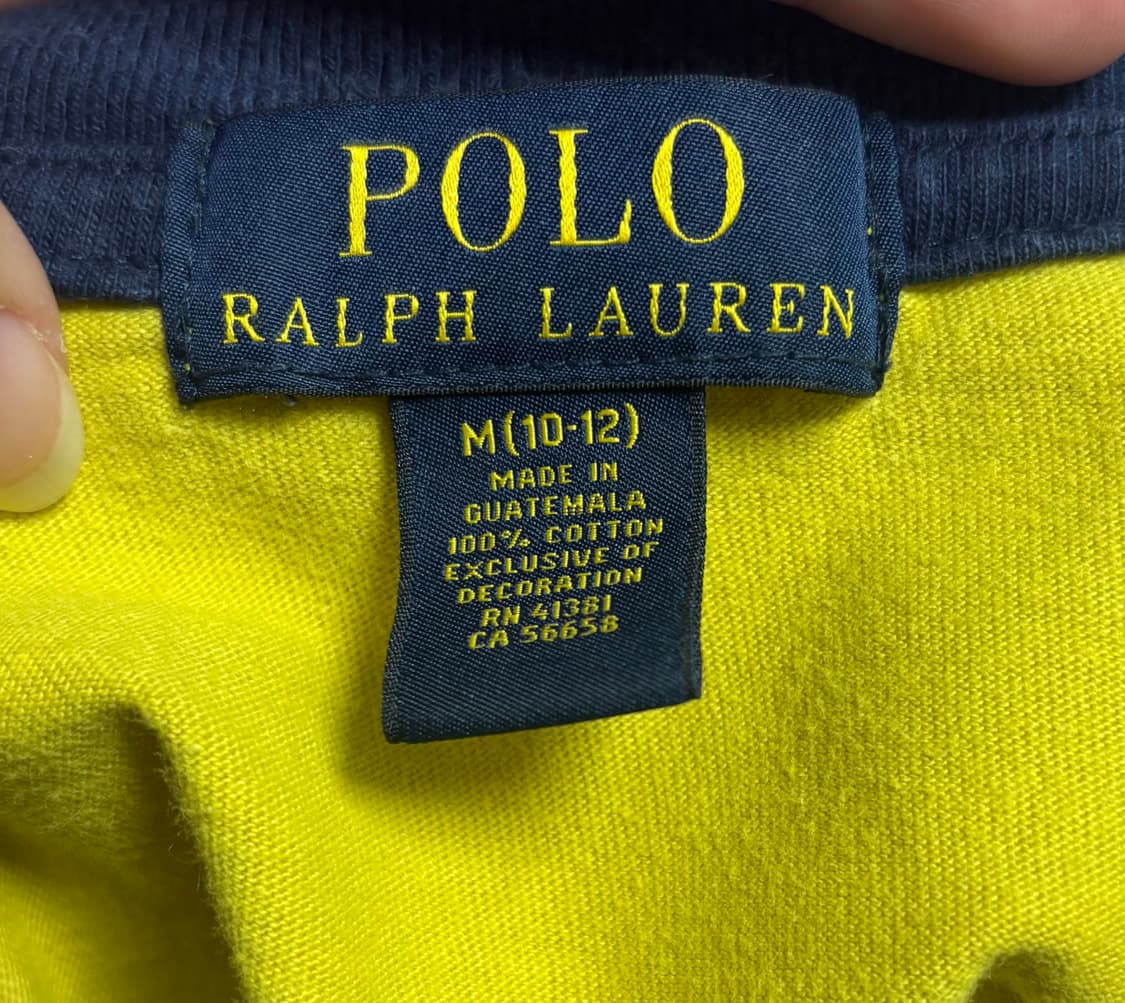 POLO
RALPH LAUREN
M(10-12)
MADE IN
GUATEMALA
100% COTTON
EXCLUSIVE OF
DECORATION
RN 41381
CA 56658